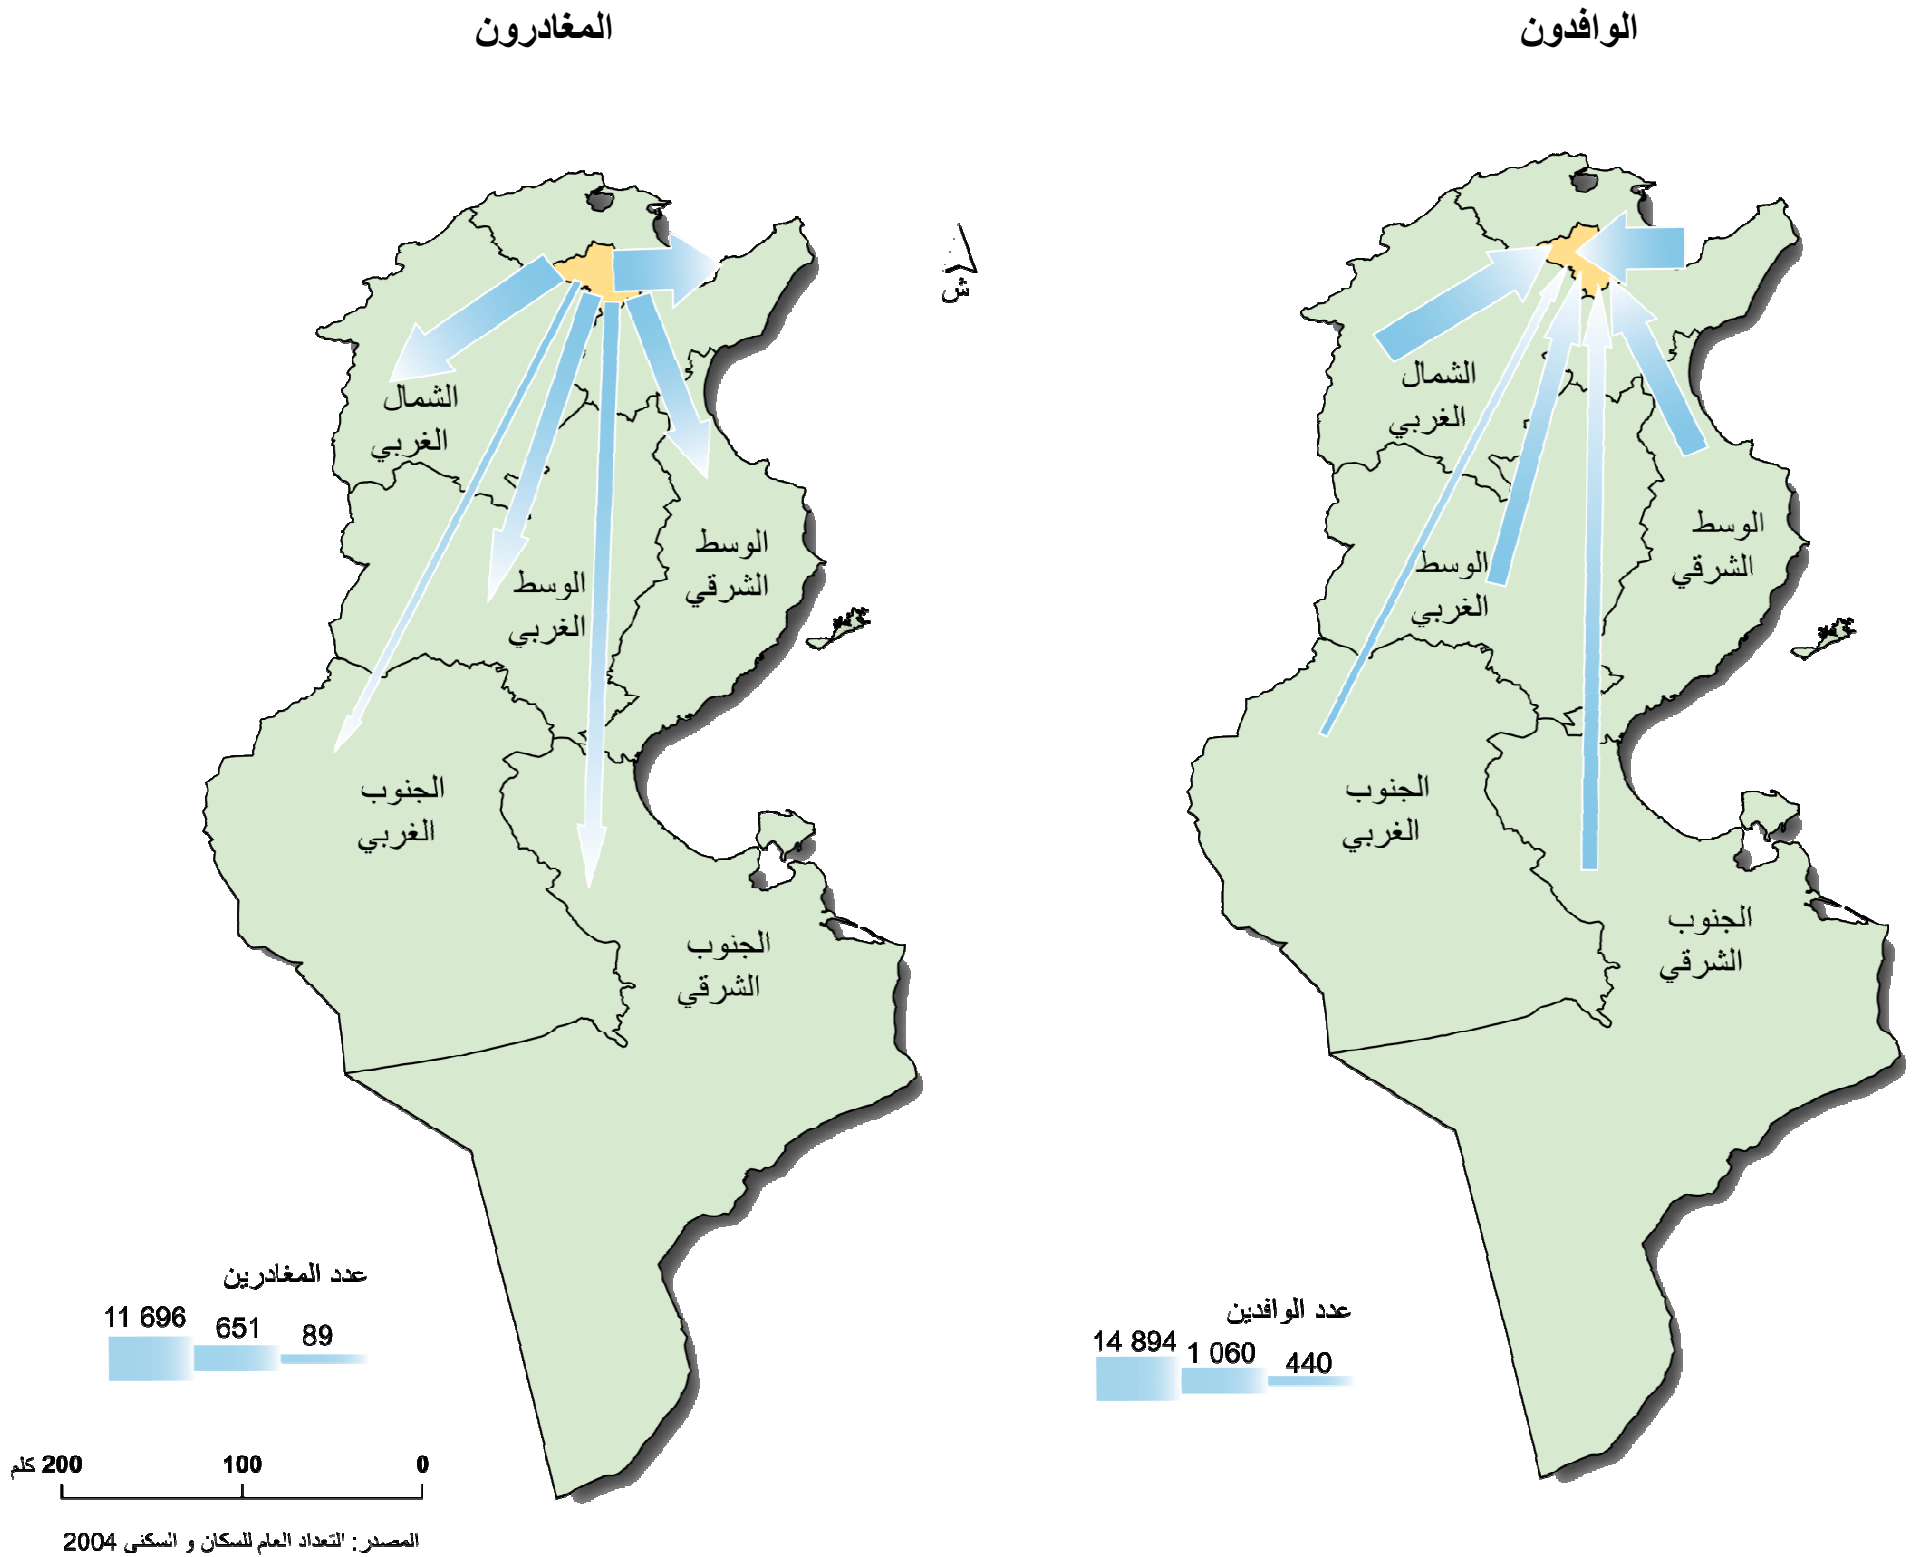 الوافدون
المغادرون
ش
الشمال
الغربي
الوسط
الشرقي
الوسط
الغربي
الجنوب
الغربي
الجنوب
الشرقي
عدد الوافدين
14 894
1 060
440
الشمال
الغربي
الوسط
الشرقي
الوسط
الغربي
الجنوب
الغربي
الجنوب
الشرقي
عدد المغادرين
11 696
651
89
0
100
200 كلم
المصدر: التعداد العام للسكان و السكنى 2004